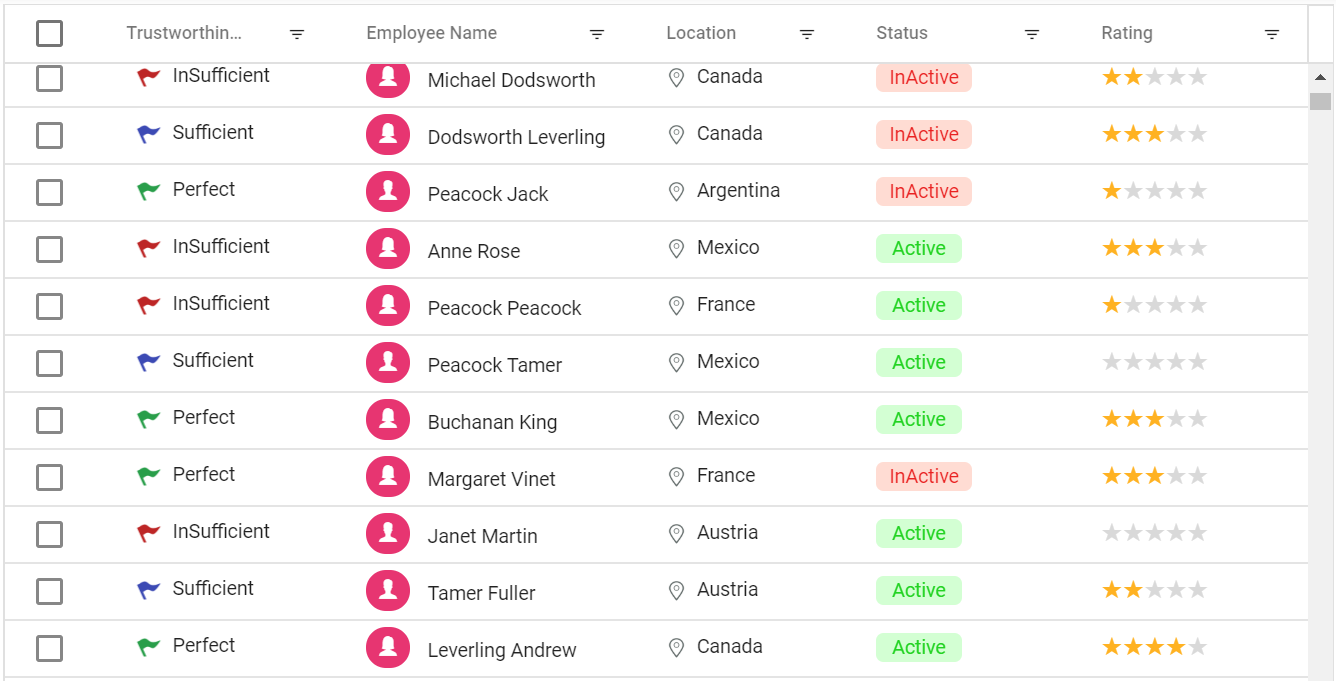 Trustworthin... Employee Name Location Status Rating
InSufficient Michael Dodsworth Canada InActive
Sufficient Dodsworth Leverling Canada InActive
Perfect Peacock Jack Argentina InActive
InSufficient Anne Rose Mexico Active
InSufficient Peacock Peacock France Active
Sufficient Peacock Tamer Mexico Active
Perfect Buchanan King Mexico Active
Perfect Margaret Vinet France InActive
InSufficient Janet Martin Austria Active
Sufficient Tamer Fuller Austria Active
Perfect Leverling Andrew Canada Active